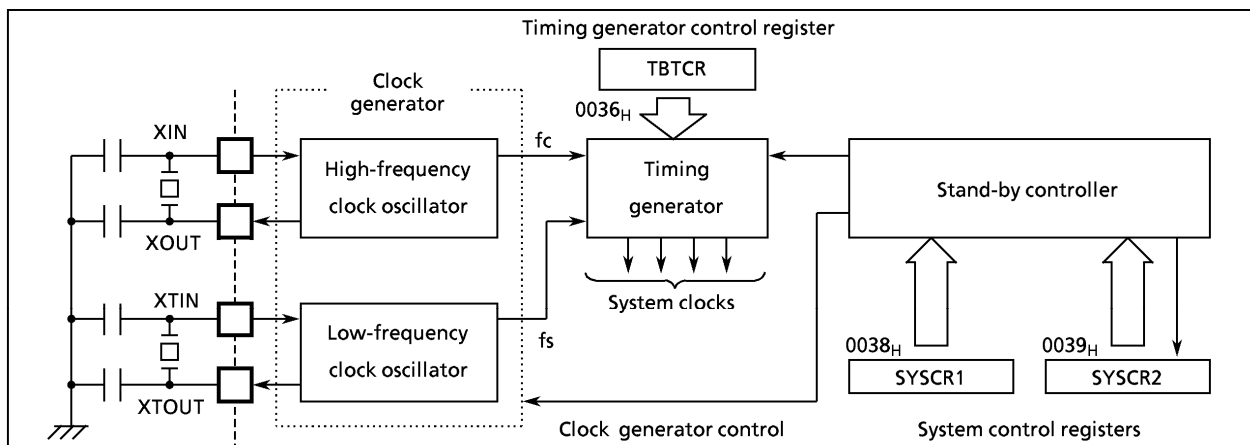 Timing generator control register
TBTCR
Clock
generator
0036H
XIN
fc
High-frequency
clock oscillator
Timing
generator
Stand-by controller
XOUT
XTIN
System clocks
Low-frequency
clock oscillator
fs
0038H
0039H
SYSCR1
SYSCR2
XTOUT
Clock generator control
System control registers